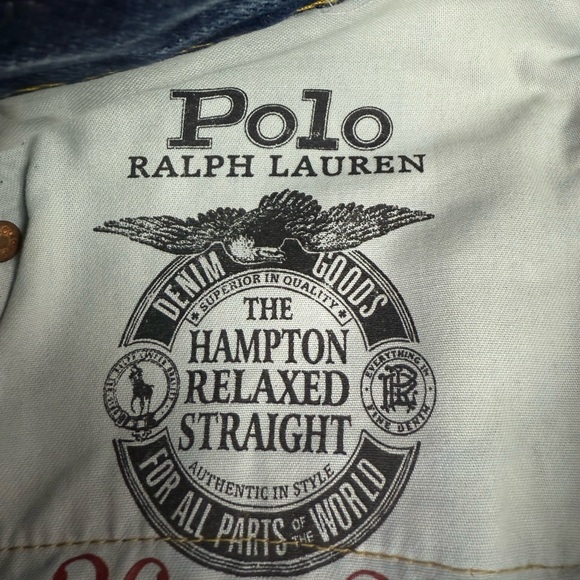 Polo
RALPH LAUREN
DENIM GOODS
* SUPERIOR IN QUALITY *
THE
HAMPTON
RELAXED
STRAIGHT
AUTHENTIC IN STYLE
FOR ALL PARTS OF THE WORLD
EVERYTHING IN
FINE DENIM